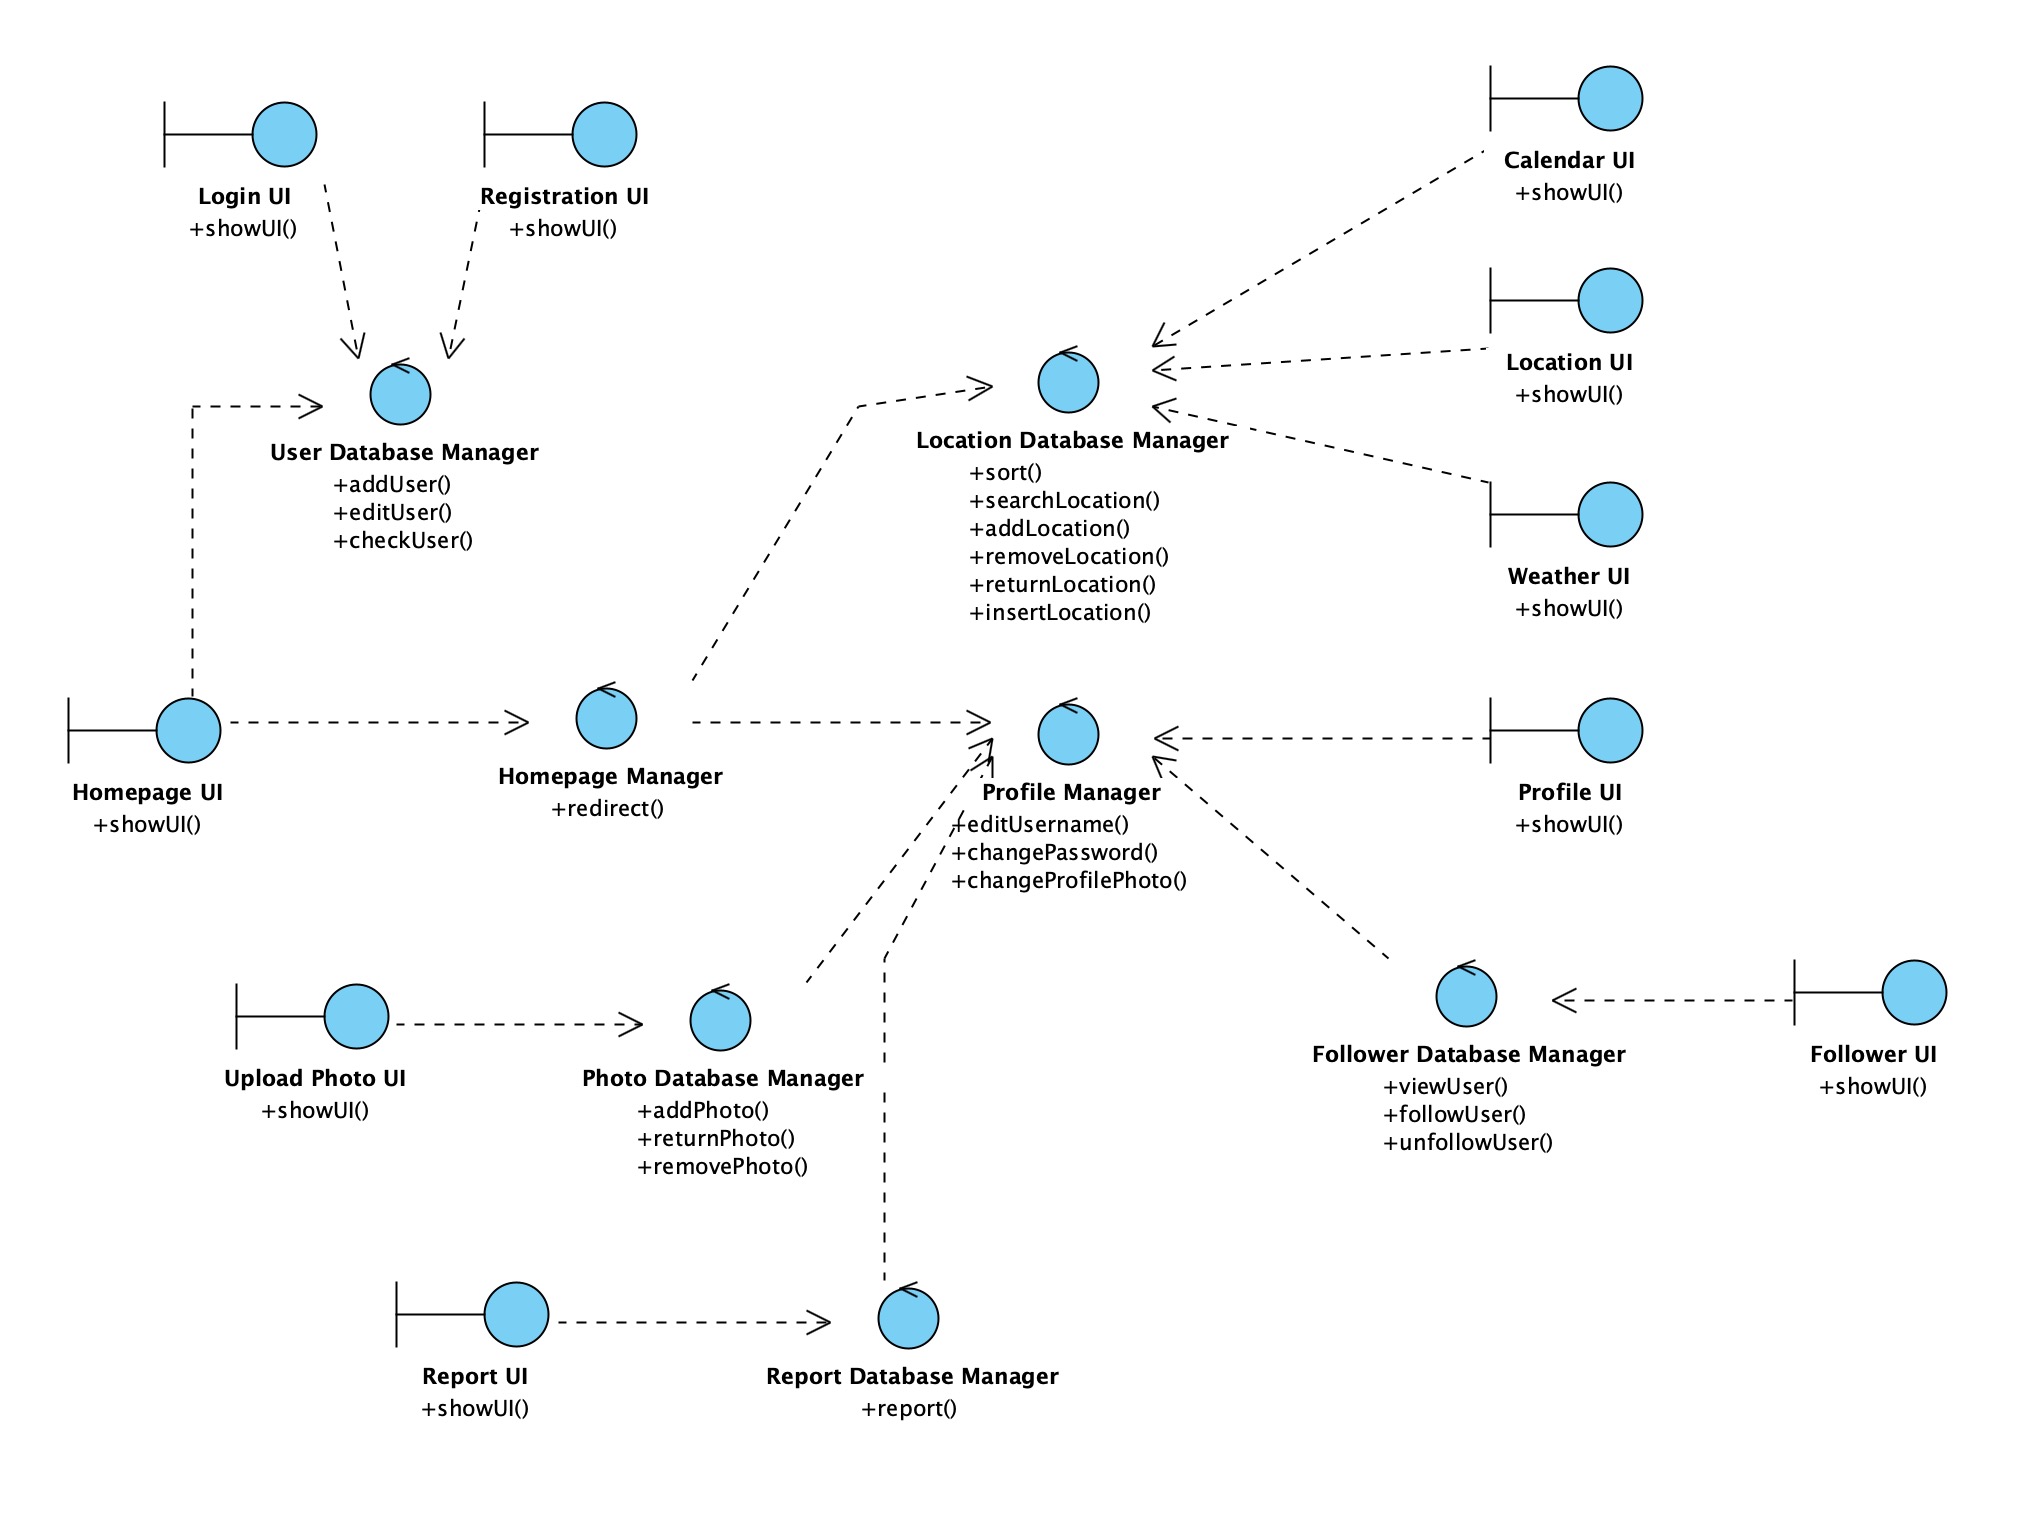 Calendar UI
+showUI()
Login UI
+showUI()
Registration UI
+showUI()
Location UI
+showUI()
User Database Manager
+addUser()
+editUser()
+checkUser()
Location Database Manager
+sort()
+searchLocation()
+addLocation()
+removeLocation()
+returnLocation()
+insertLocation()
Weather UI
+showUI()
Homepage UI
+showUI()
Homepage Manager
+redirect()
Profile Manager
+editUsername()
+changePassword()
+changeProfilePhoto()
Profile UI
+showUI()
Upload Photo UI
+showUI()
Photo Database Manager
+addPhoto()
+returnPhoto()
+removePhoto()
Follower Database Manager
+viewUser()
+followUser()
+unfollowUser()
Follower UI
+showUI()
Report UI
+showUI()
Report Database Manager
+report()